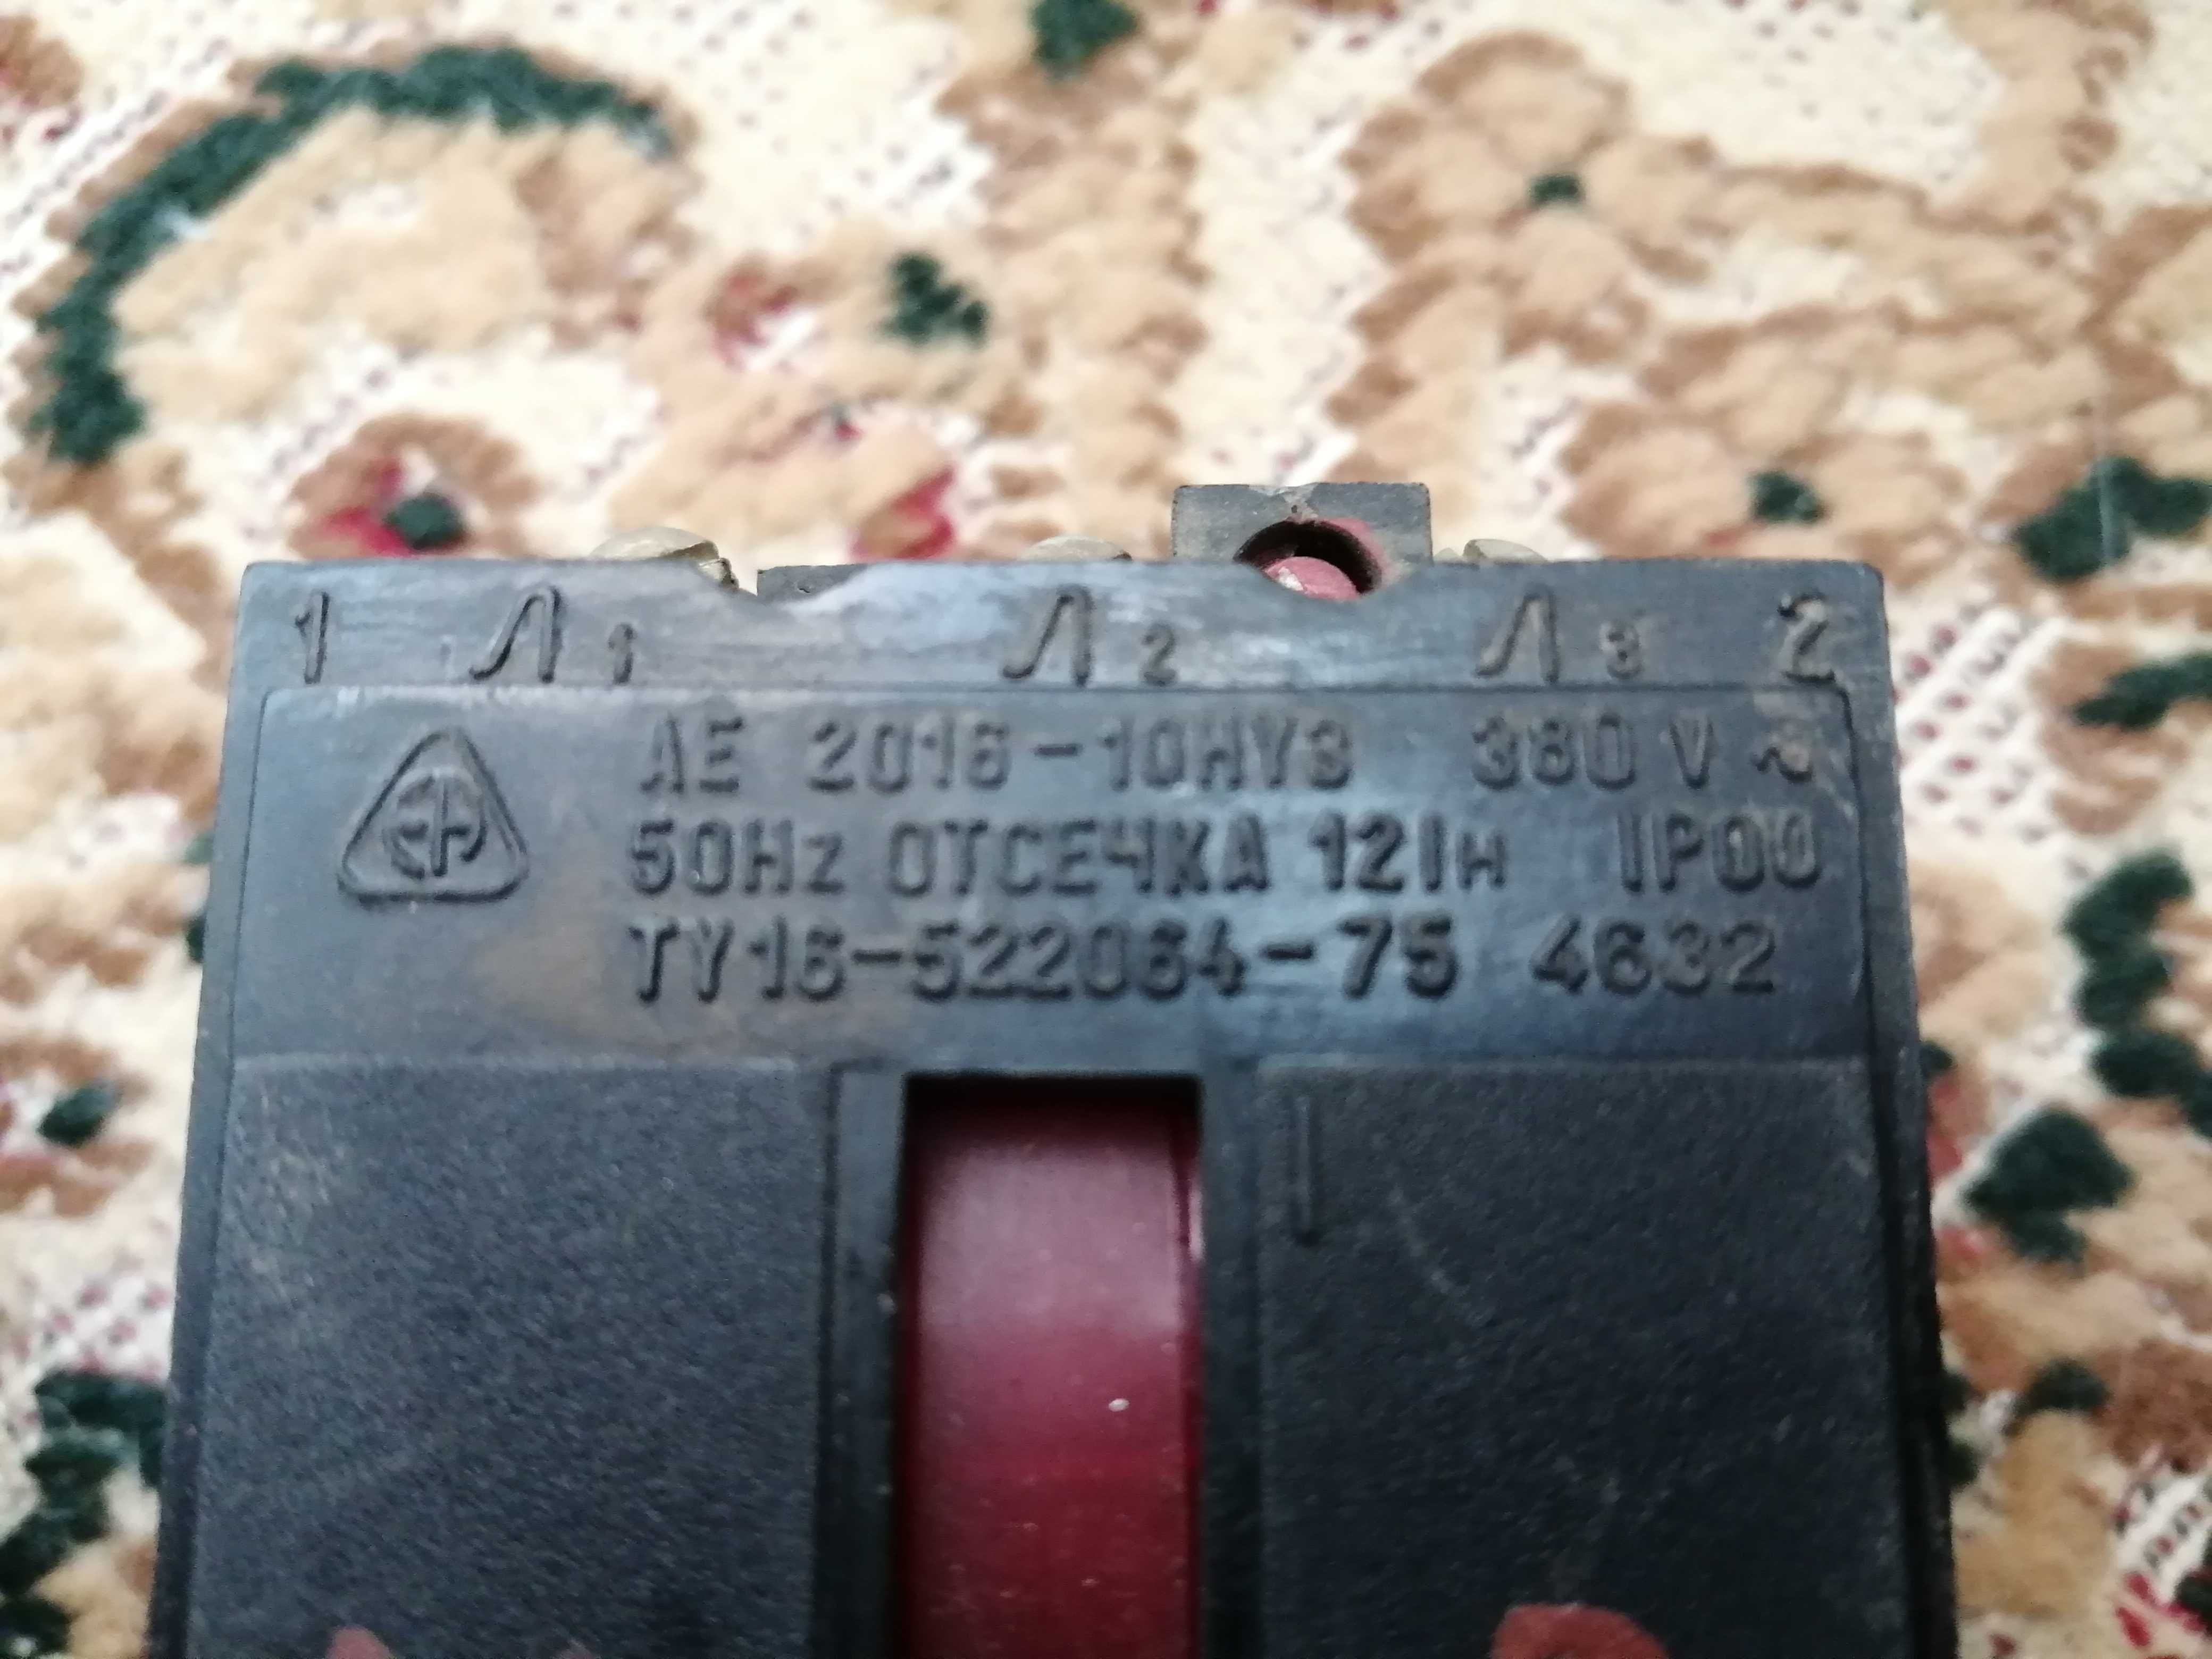 1 Л1 Л2 Л3 2
АЕ 2016-10НУ3 380 V ~
50Hz ОТСЕЧКА 12Iн IP00
ТУ16-522064-75 4632
I